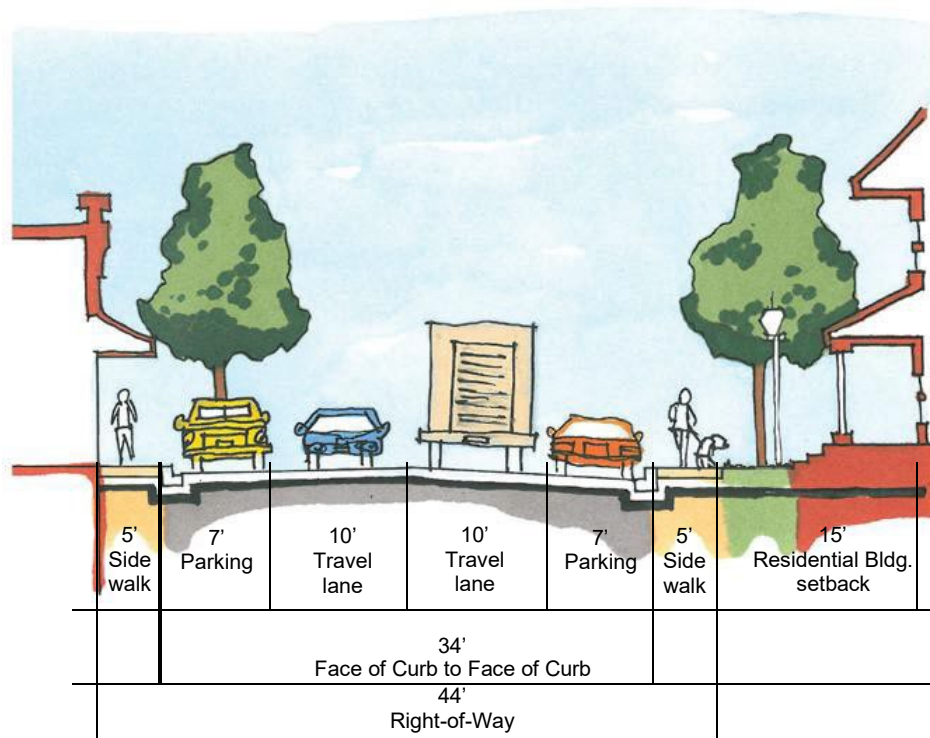 5’
Side
walk
7’
Parking
10’
Travel
lane
10’
Travel
lane
7’
Parking
5’
Side
walk
15’
Residential Bldg.
setback
34’
Face of Curb to Face of Curb
44’
Right-of-Way